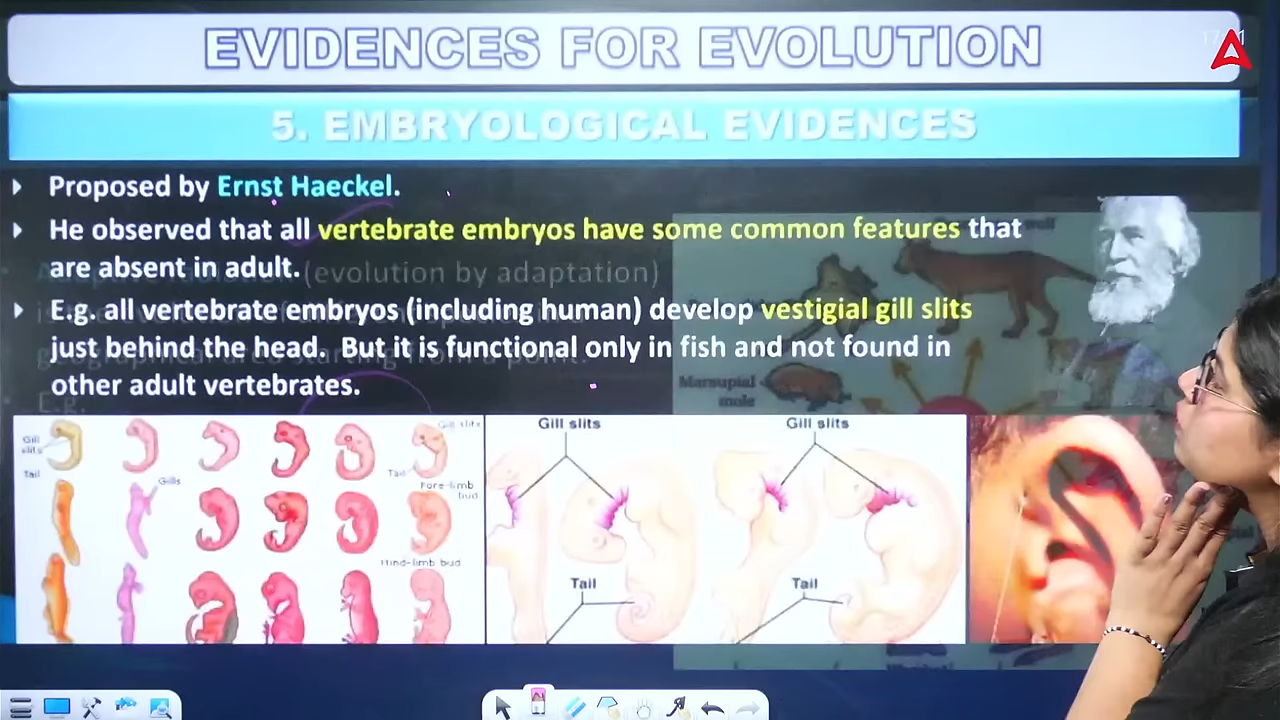 EVIDENCES FOR EVOLUTION
5. EMBRYOLOGICAL EVIDENCES
Proposed by Ernst Haeckel.
He observed that all vertebrate embryos have some common features that
are absent in adult.
(evolution by adaptation)
E.g. all vertebrate embryos (including human) develop vestigial gill slits
just behind the head. But it is functional only in fish and not found in
other adult vertebrates.
E.g.
Marsupial
mole
Gill
slits
Tail
Gills
Gill slits
Tail
Fore-limb
bud
Hind-limb bud
Gill slits
Tail
Gill slits
Tail